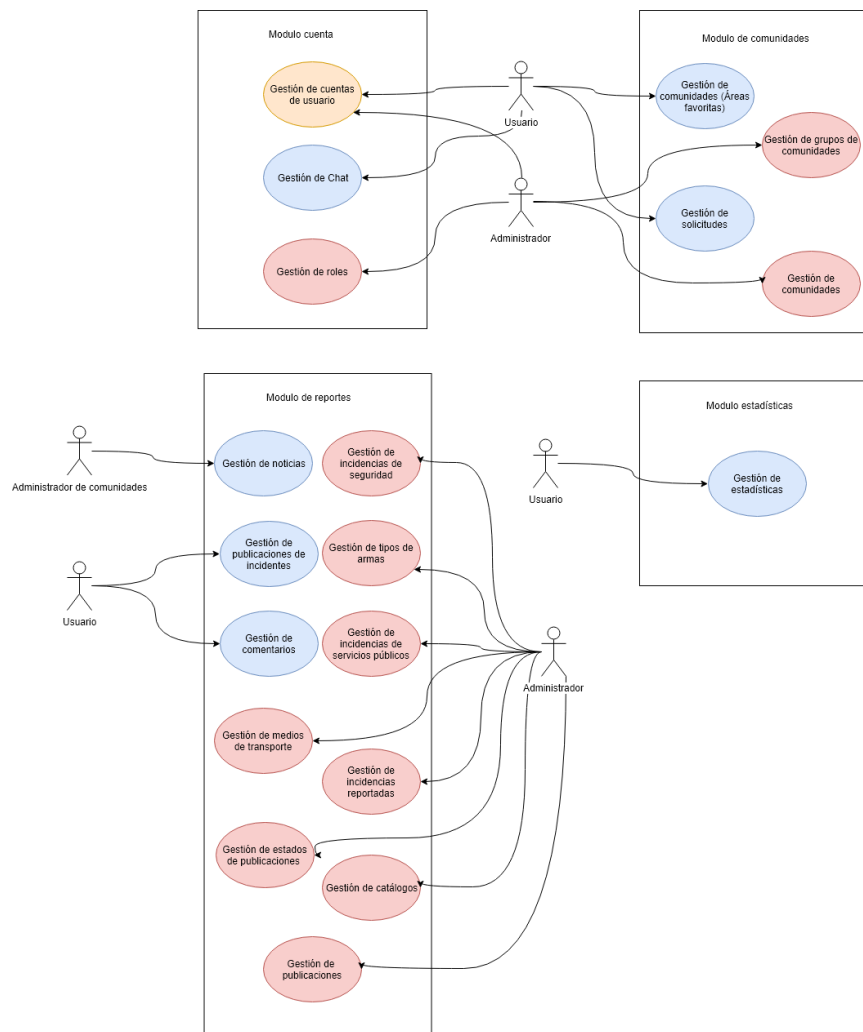 Modulo cuenta
Gestión de cuentas
de usuario
Gestión de Chat
Gestión de roles
Usuario
Administrador
Modulo de comunidades
Gestión de
comunidades (Áreas
favoritas)
Gestión de grupos de
comunidades
Gestión de
solicitudes
Gestión de
comunidades
Modulo de reportes
Administrador de comunidades
Usuario
Gestión de noticias
Gestión de
incidencias de
seguridad
Gestión de
publicaciones de
incidentes
Gestión de tipos de
armas
Gestión de
comentarios
Gestión de
incidencias de
servicios públicos
Gestión de medios
de transporte
Gestión de
incidencias
reportadas
Gestión de estados
de publicaciones
Gestión de catálogos
Gestión de
publicaciones
Administrador
Modulo estadísticas
Usuario
Gestión de
estadísticas